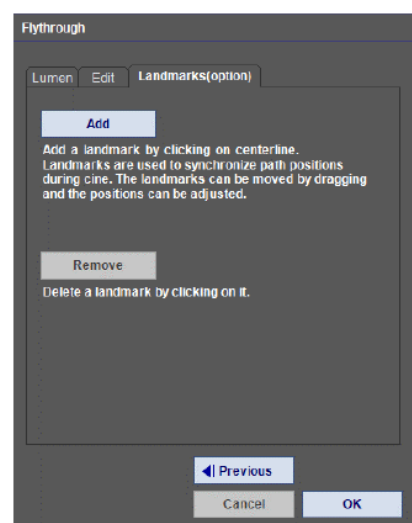 Flythrough
Lumen Edit Landmarks(option)
Add
Add a landmark by clicking on centerline.
Landmarks are used to synchronize path positions
during cine. The landmarks can be moved by dragging
and the positions can be adjusted.
Remove
Delete a landmark by clicking on it.
Previous
Cancel OK